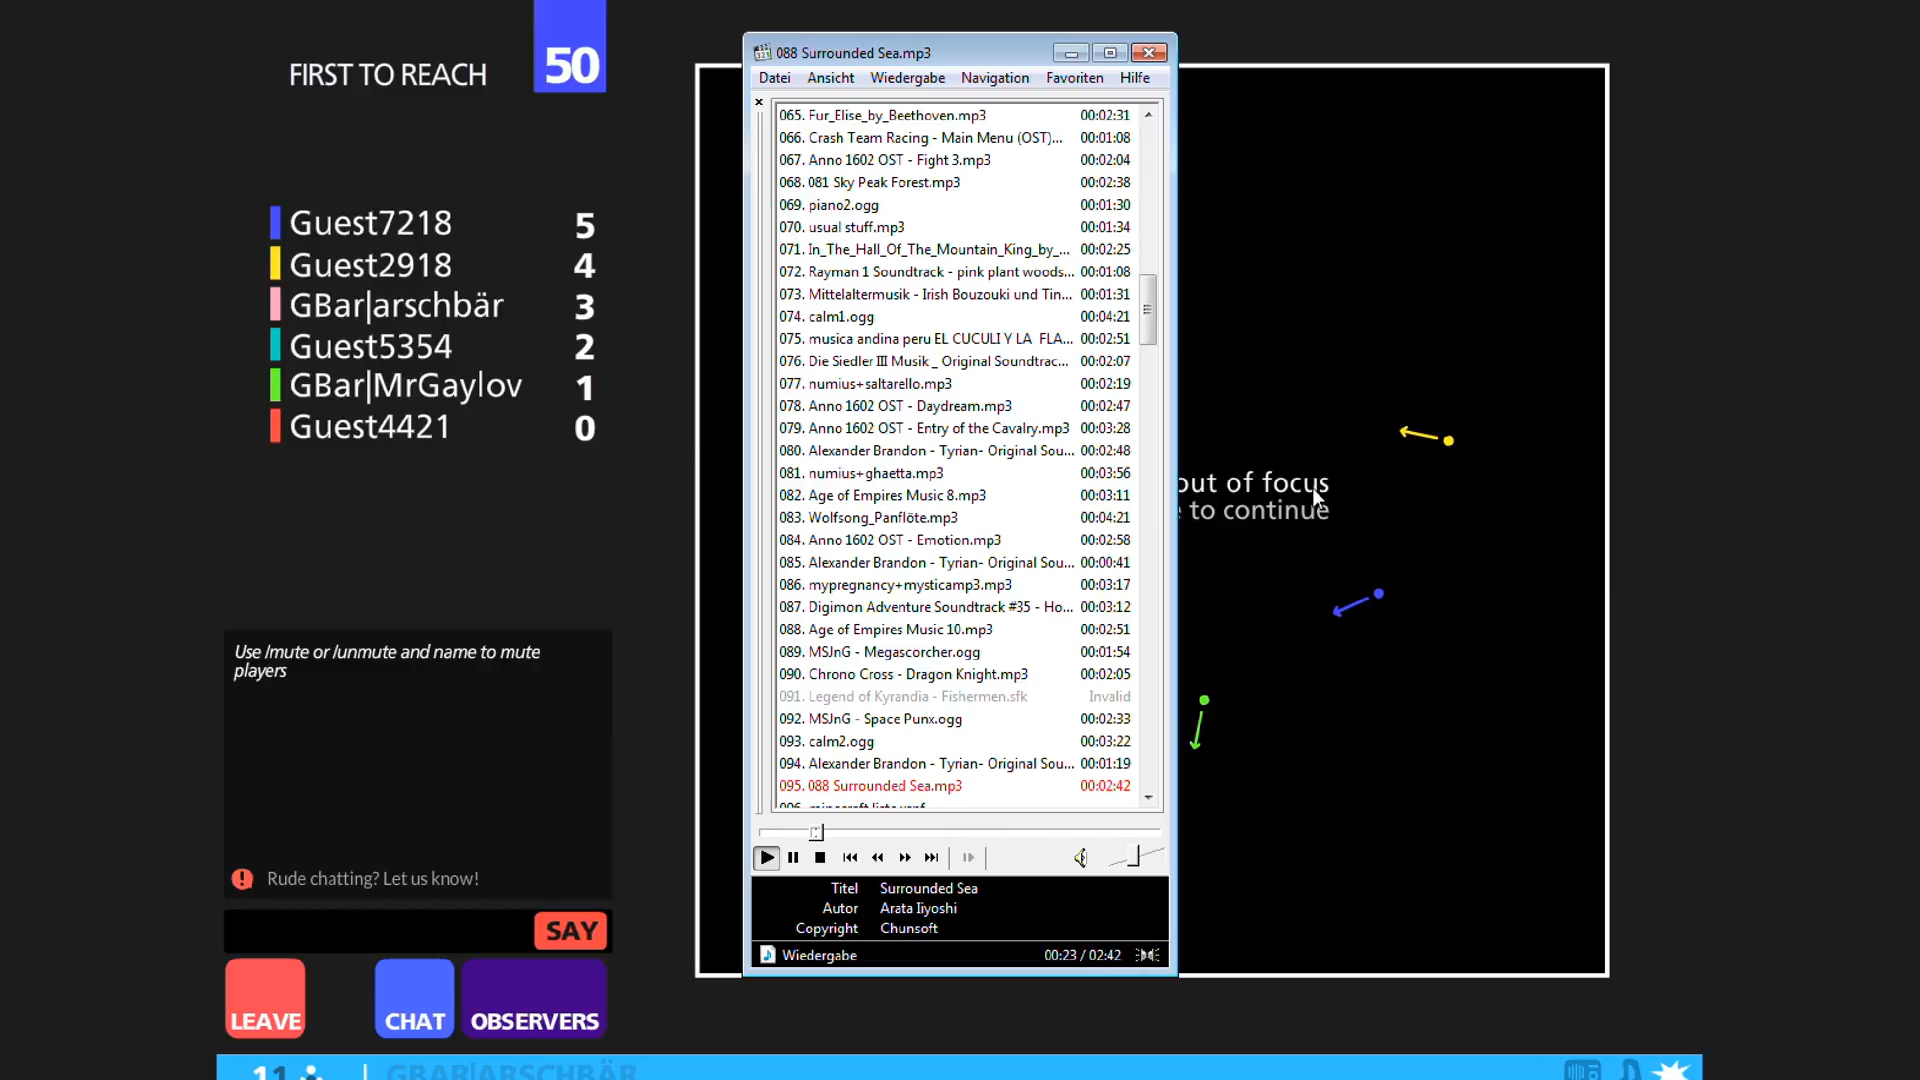 FIRST TO REACH
50
Guest7218 5
Guest2918 4
GBar|arschbär 3
Guest5354 2
GBar|MrGaylov 1
Guest4421 0
Use /mute or /unmute and name to mute
players
Rude chatting? Let us know!
SAY
LEAVE
CHAT
OBSERVERS
11
GBAR|ARSCHBÄR
088 Surrounded Sea.mp3
Datei Ansicht Wiedergabe Navigation Favoriten Hilfe
065. Fur_Elise_by_Beethoven.mp3 00:02:31
066. Crash Team Racing - Main Menu (OST)... 00:01:08
067. Anno 1602 OST - Fight 3.mp3 00:02:04
068. 081 Sky Peak Forest.mp3 00:02:38
069. piano2.ogg 00:01:30
070. usual stuff.mp3 00:01:34
071. In_The_Hall_Of_The_Mountain_King_by_... 00:02:25
072. Rayman 1 Soundtrack - pink plant woods... 00:01:08
073. Mittelaltermusik - Irish Bouzouki und Tin... 00:01:31
074. calm1.ogg 00:04:21
075. musica andina peru EL CUCULI Y LA FLA... 00:02:51
076. Die Siedler III Musik _ Original Soundtrac... 00:02:07
077. numius+saltarello.mp3 00:02:19
078. Anno 1602 OST - Daydream.mp3 00:02:47
079. Anno 1602 OST - Entry of the Cavalry.mp3 00:03:28
080. Alexander Brandon - Tyrian- Original Sou... 00:02:48
081. numius+ghaetta.mp3 00:03:56
082. Age of Empires Music 8.mp3 00:03:11
083. Wolfsong_Panflöte.mp3 00:04:21
084. Anno 1602 OST - Emotion.mp3 00:02:58
085. Alexander Brandon - Tyrian- Original Sou... 00:00:41
086. mypregnancy+mysticamp3.mp3 00:03:17
087. Digimon Adventure Soundtrack #35 - Ho... 00:03:12
088. Age of Empires Music 10.mp3 00:02:51
089. MSJnG - Megascorcher.ogg 00:01:54
090. Chrono Cross - Dragon Knight.mp3 00:02:05
091. Legend of Kyrandia - Fishermen.sfk Invalid
092. MSJnG - Space Punx.ogg 00:02:33
093. calm2.ogg 00:03:22
094. Alexander Brandon - Tyrian- Original Sou... 00:01:19
095. 088 Surrounded Sea.mp3 00:02:42
Titel Surrounded Sea
Autor Arata Iiyoshi
Copyright Chunsoft
Wiedergabe 00:23 / 02:42
out of focus
to continue